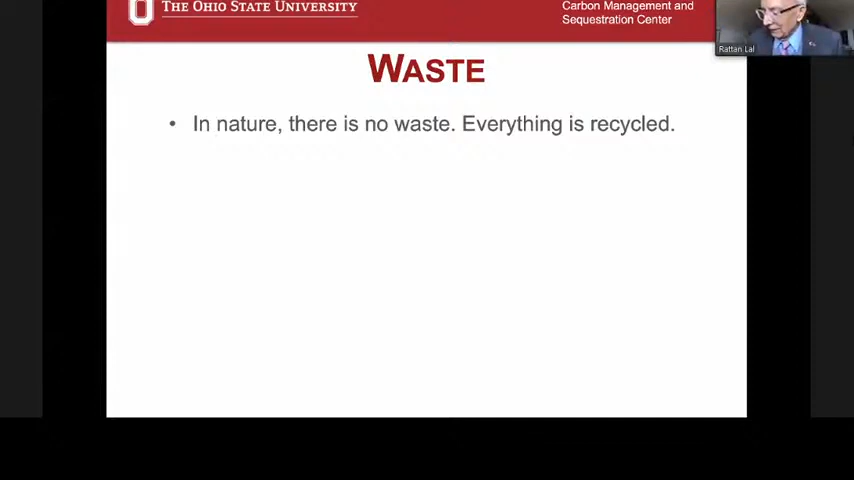 THE OHIO STATE UNIVERSITY
Carbon Management and
Sequestration Center
Rattan Lal
WASTE
• In nature, there is no waste. Everything is recycled.